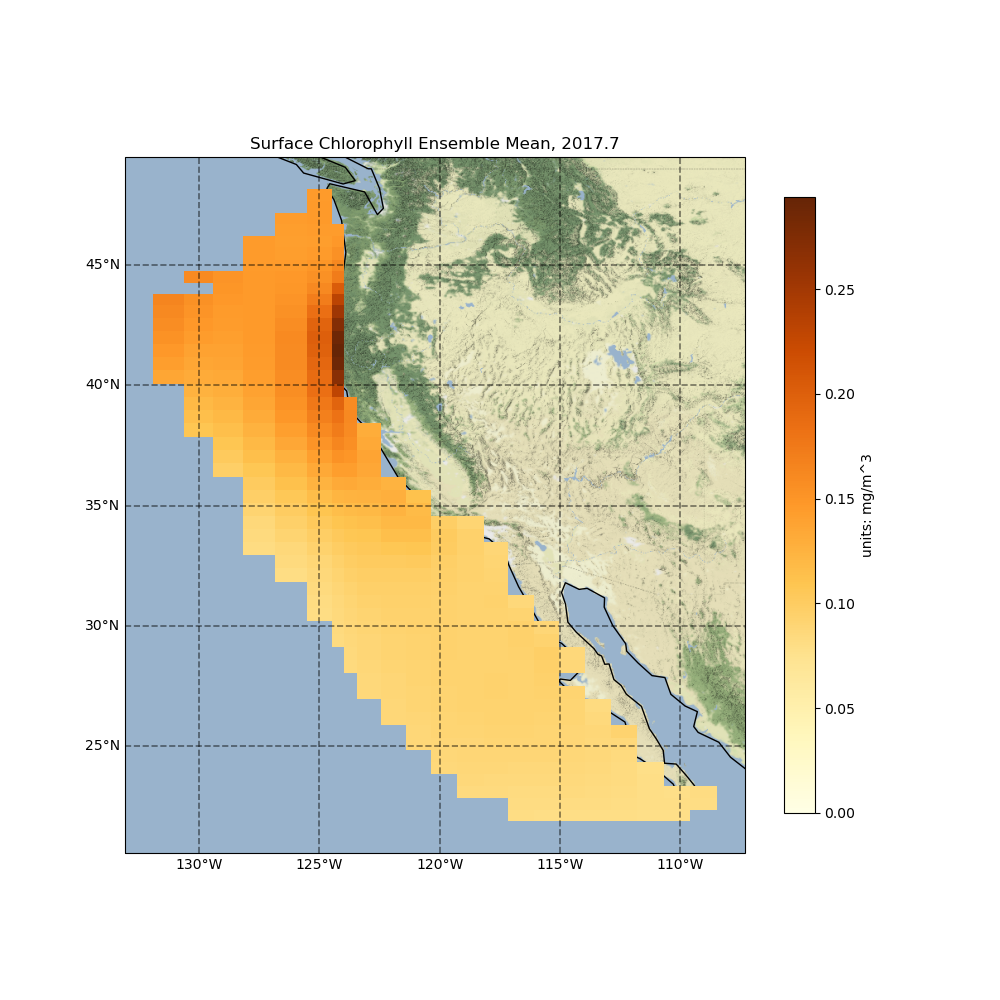 Surface Chlorophyll Ensemble Mean, 2017.7
45°N
40°N
35°N
30°N
25°N
130°W
125°W
120°W
115°W
110°W
0.25
0.20
0.15
0.10
0.05
0.00
units: mg/m^3